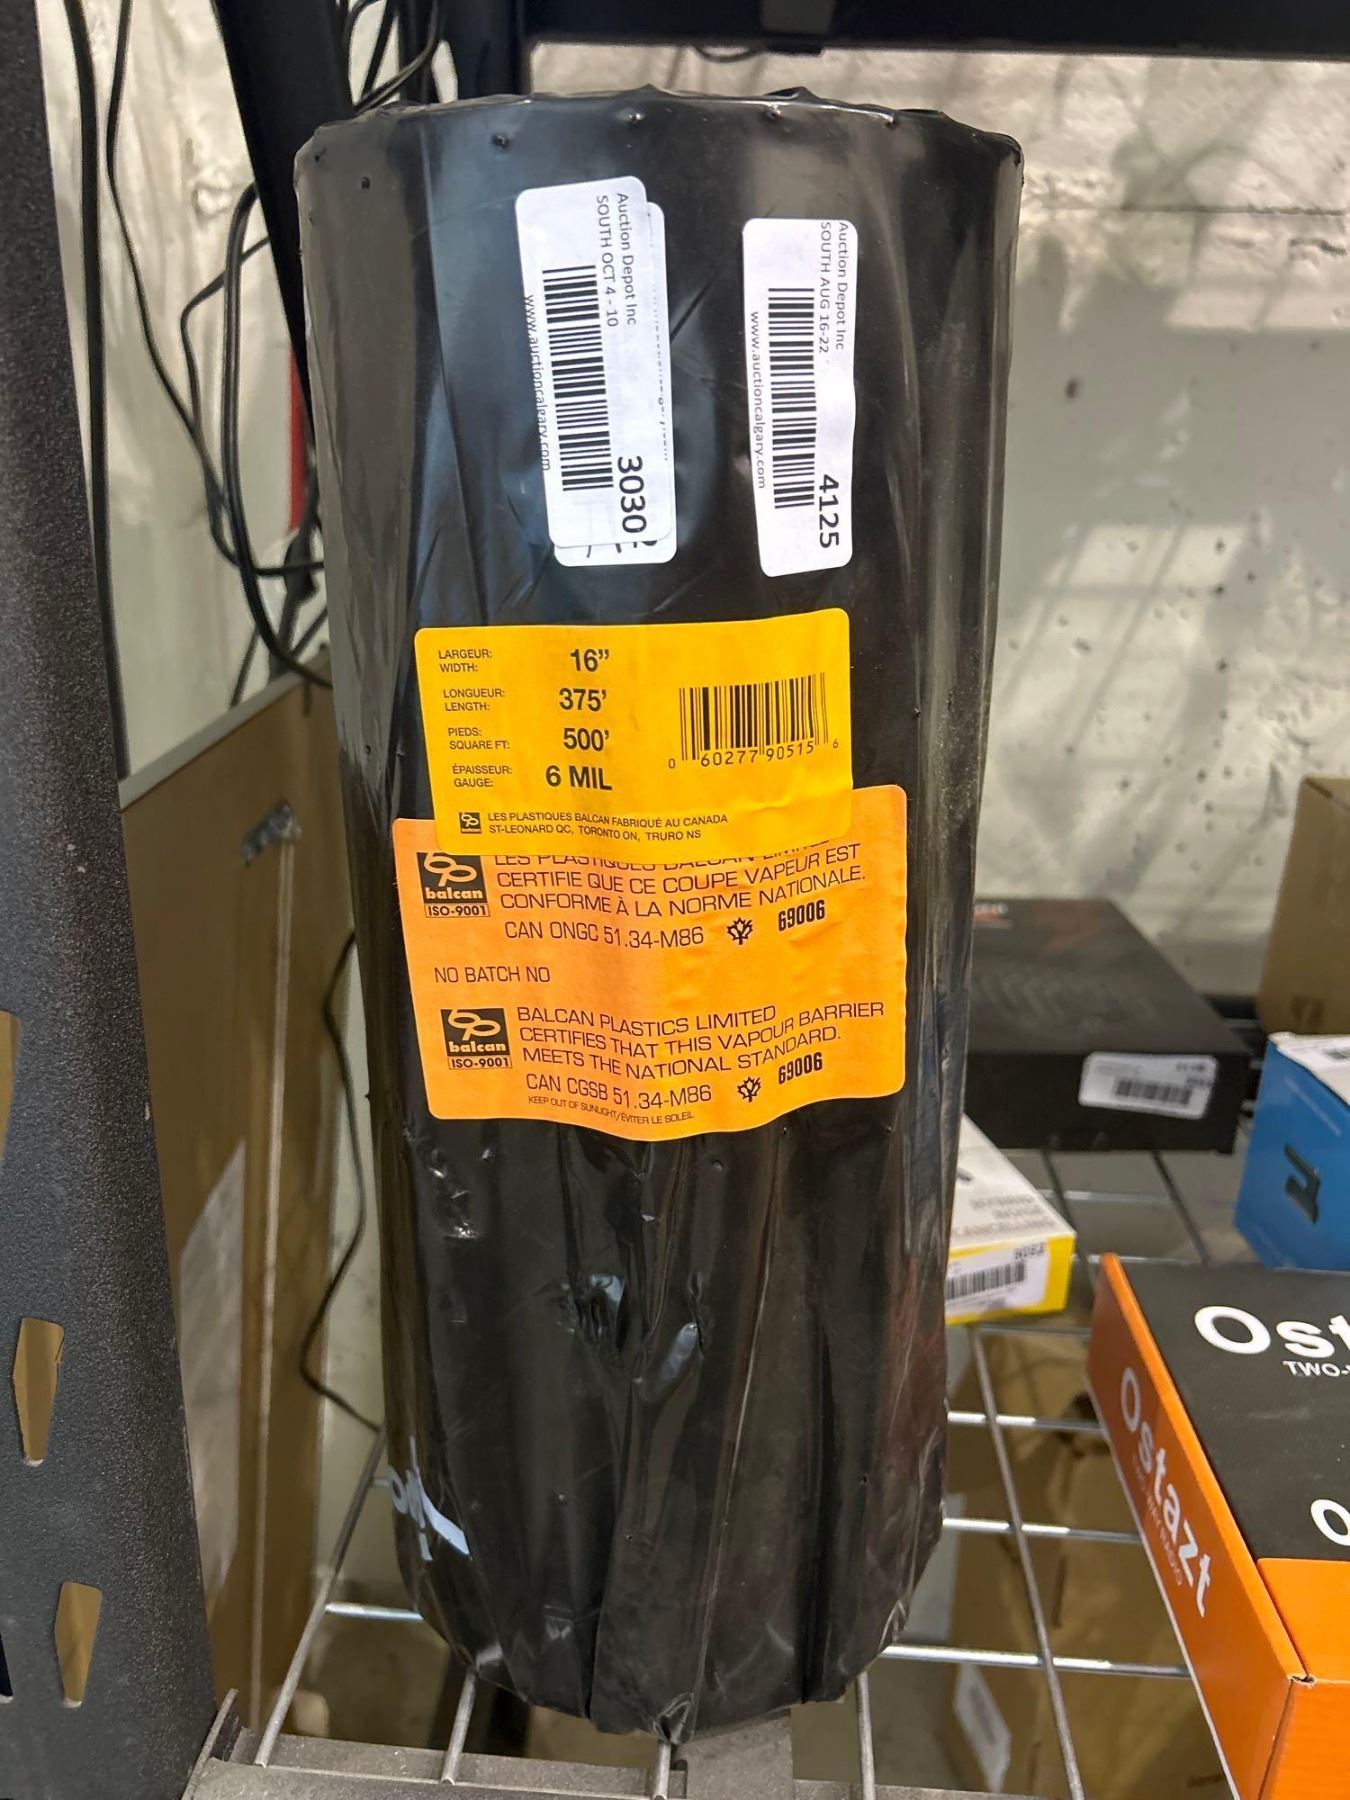 Auction Depot Inc
SOUTH OCT 4 - 10
www.auctioncalgary.com
3030
Auction Depot Inc
SOUTH AUG 16-22
www.auctioncalgary.com
4125
LARGEUR:
WIDTH:
16"
LONGUEUR:
LENGTH:
375'
PIEDS:
SQUARE FT:
500'
ÉPAISSEUR:
GAUGE:
6 MIL
0 60277 90515 6
LES PLASTIQUES BALCAN FABRIQUÉ AU CANADA
ST-LEONARD QC, TORONTO ON, TRURO NS
balcan
ISO-9001
LES PLASTIQUES BALCAN
CERTIFIE QUE CE COUPE VAPEUR EST
CONFORME À LA NORME NATIONALE.
CAN ONGC 51.34-M86 69006
NO BATCH NO
balcan
ISO-9001
BALCAN PLASTICS LIMITED
CERTIFIES THAT THIS VAPOUR BARRIER
MEETS THE NATIONAL STANDARD.
CAN CGSB 51.34-M86 69006
KEEP OUT OF SUNLIGHT/ÉVITER LE SOLEIL
Ost
TWO-
Ostazt